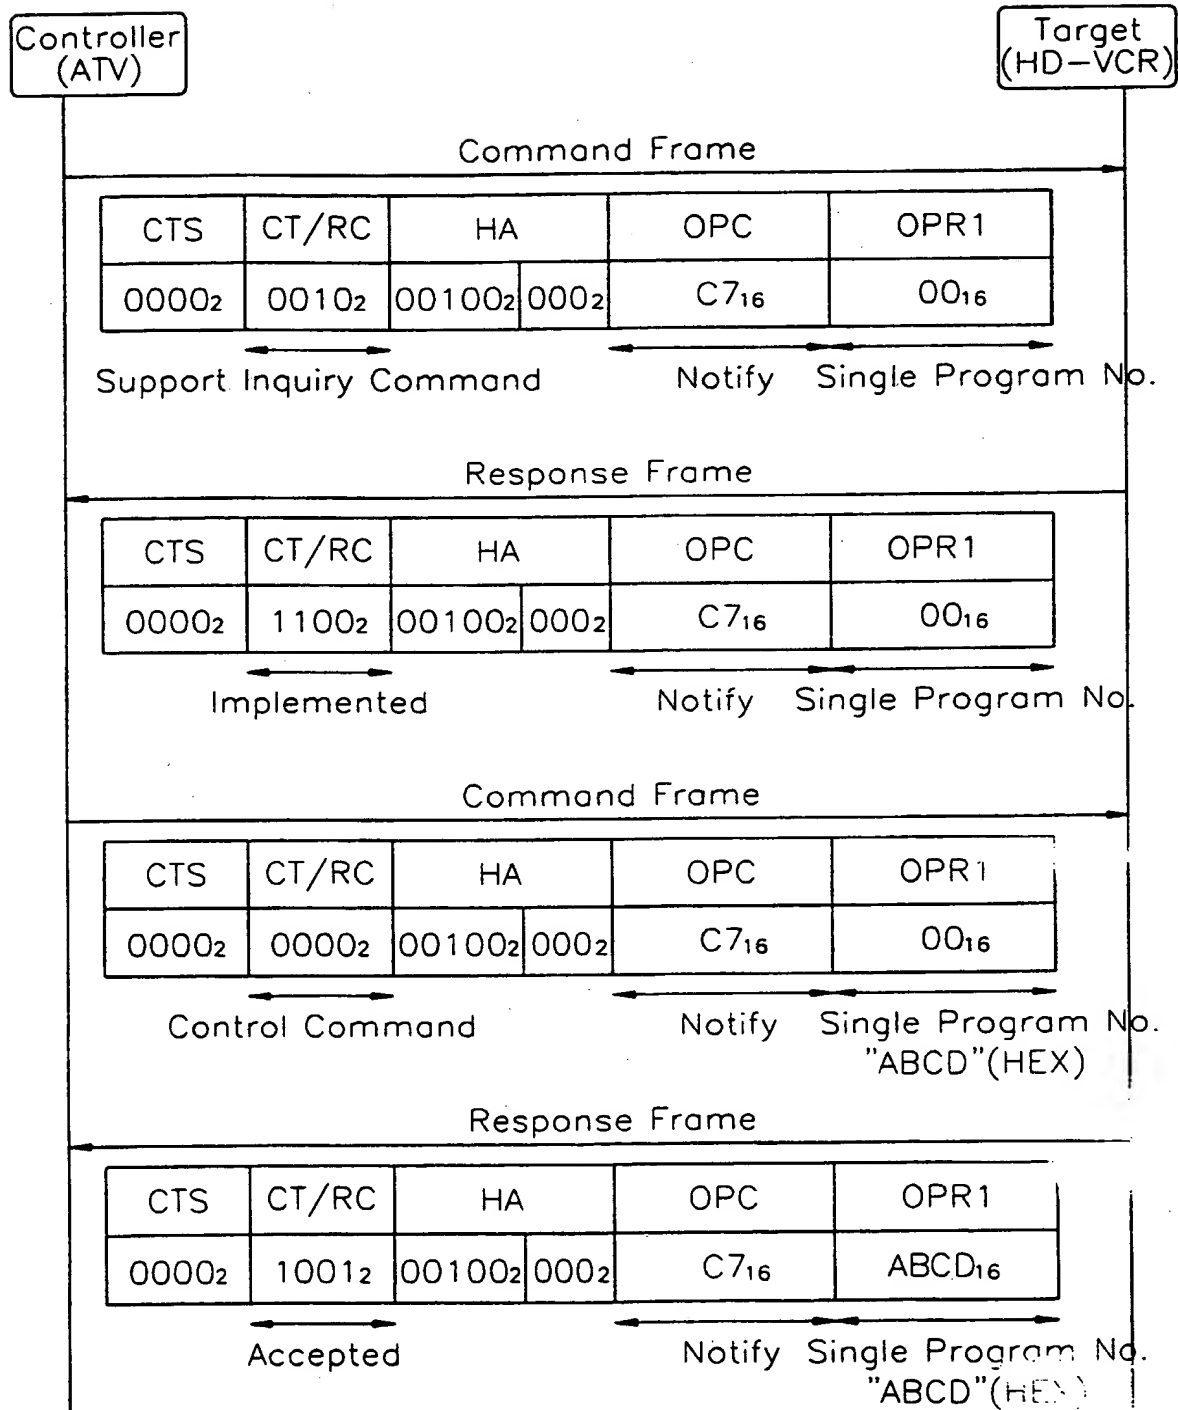 Controller
(ATV)
Target
(HD-VCR)
Command Frame
CTS CT/RC HA OPC OPR1
0000₂ 0010₂ 00100₂ 000₂ C7₁₆ 00₁₆
Support Inquiry Command Notify Single Program No.
Response Frame
CTS CT/RC HA OPC OPR1
0000₂ 1100₂ 00100₂ 000₂ C7₁₆ 00₁₆
Implemented Notify Single Program No.
Command Frame
CTS CT/RC HA OPC OPR1
0000₂ 0000₂ 00100₂ 000₂ C7₁₆ 00₁₆
Control Command Notify Single Program No.
"ABCD"(HEX)
Response Frame
CTS CT/RC HA OPC OPR1
0000₂ 1001₂ 00100₂ 000₂ C7₁₆ ABCD₁₆
Accepted Notify Single Program No.
"ABCD"(HEX)